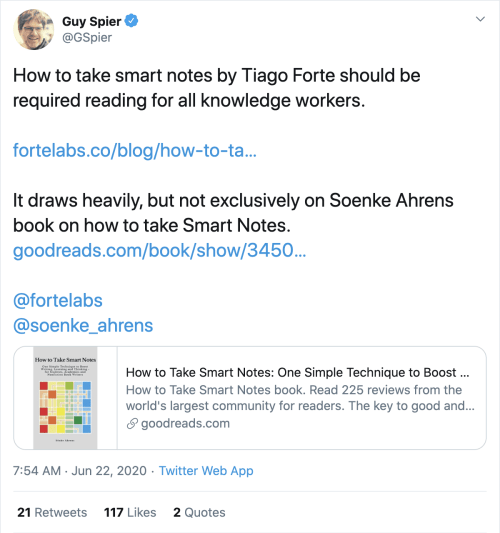 Guy Spier
@GSpier
How to take smart notes by Tiago Forte should be
required reading for all knowledge workers.
fortelabs.co/blog/how-to-ta...
It draws heavily, but not exclusively on Soenke Ahrens
book on how to take Smart Notes.
goodreads.com/book/show/3450...
@fortelabs
@soenke_ahrens
How to Take Smart Notes
How to Take Smart Notes: One Simple Technique to Boost ...
How to Take Smart Notes book. Read 225 reviews from the
world's largest community for readers. The key to good and...
goodreads.com
7:54 AM · Jun 22, 2020 · Twitter Web App
21 Retweets 117 Likes 2 Quotes